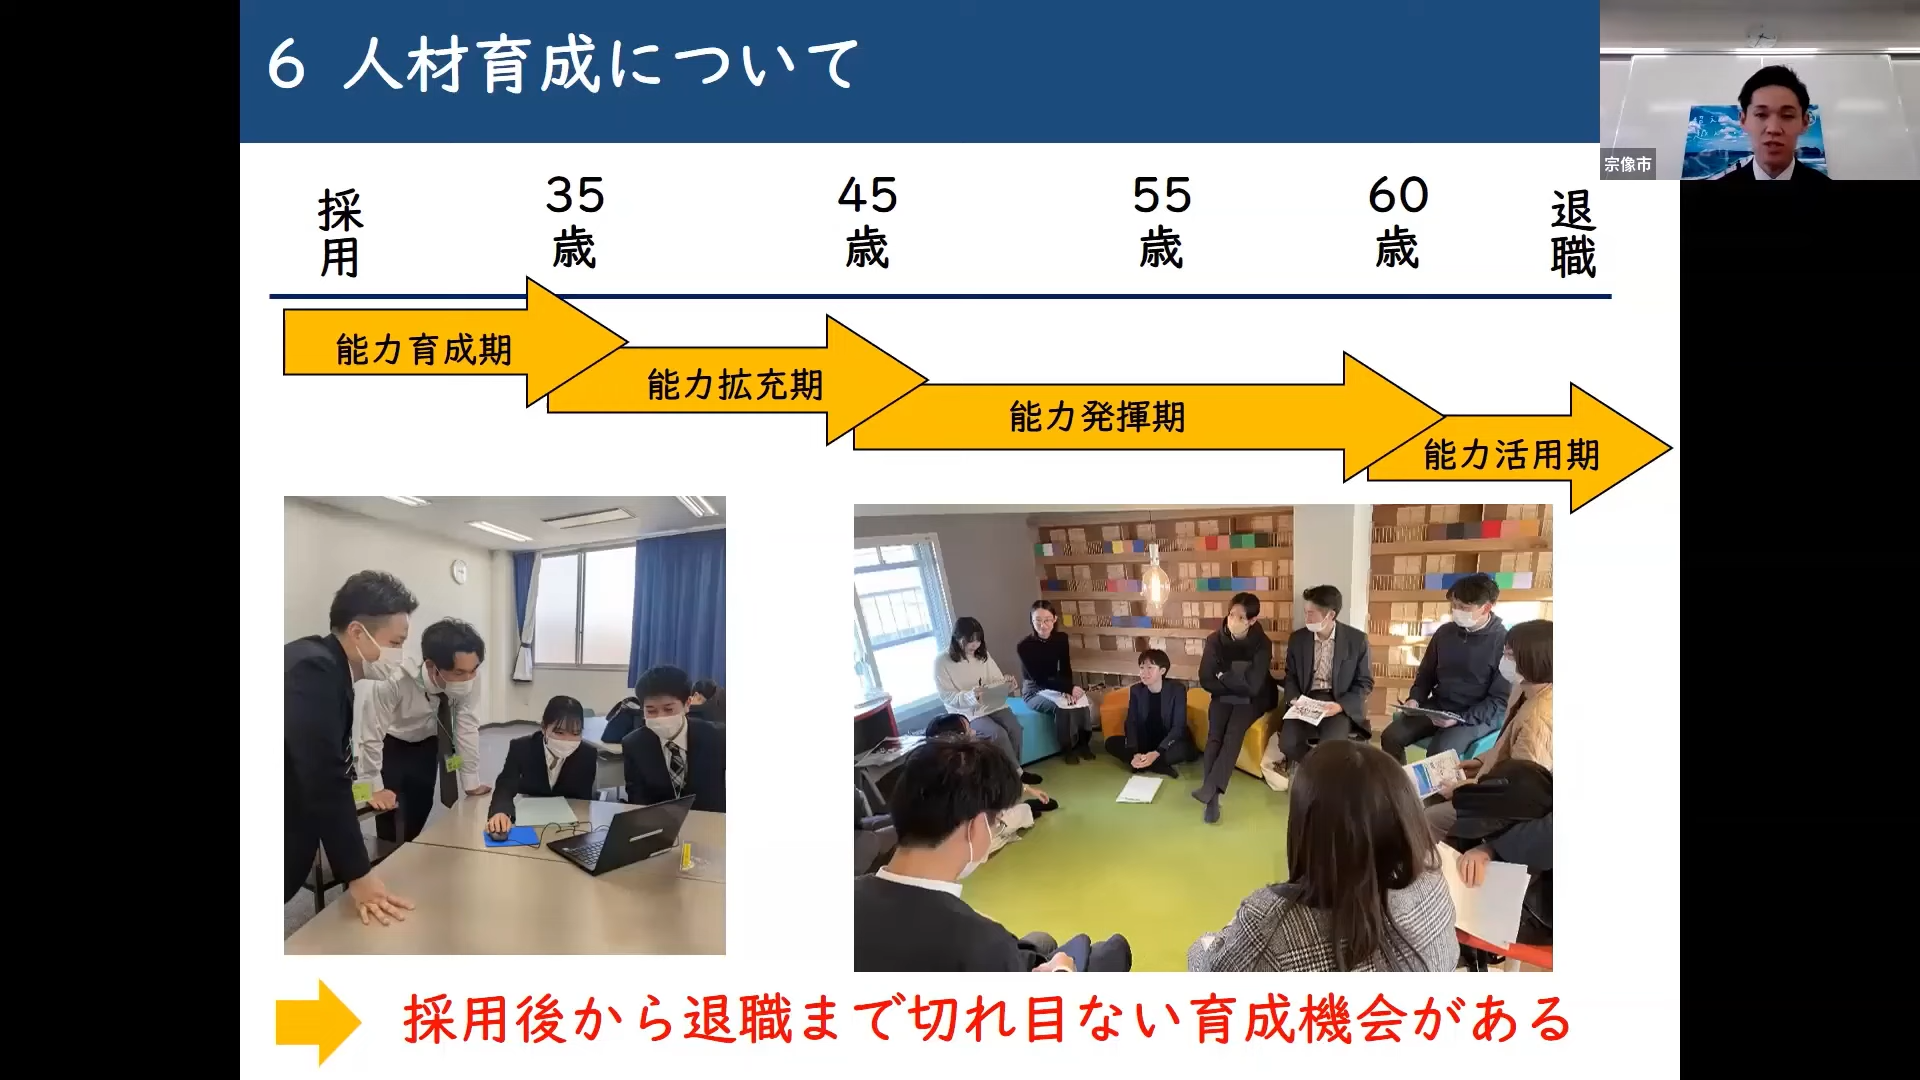 6 人材育成について
宗像市
採用
35歳
45歳
55歳
60歳
退職
能力育成期
能力拡充期
能力発揮期
能力活用期
採用後から退職まで切れ目ない育成機会がある